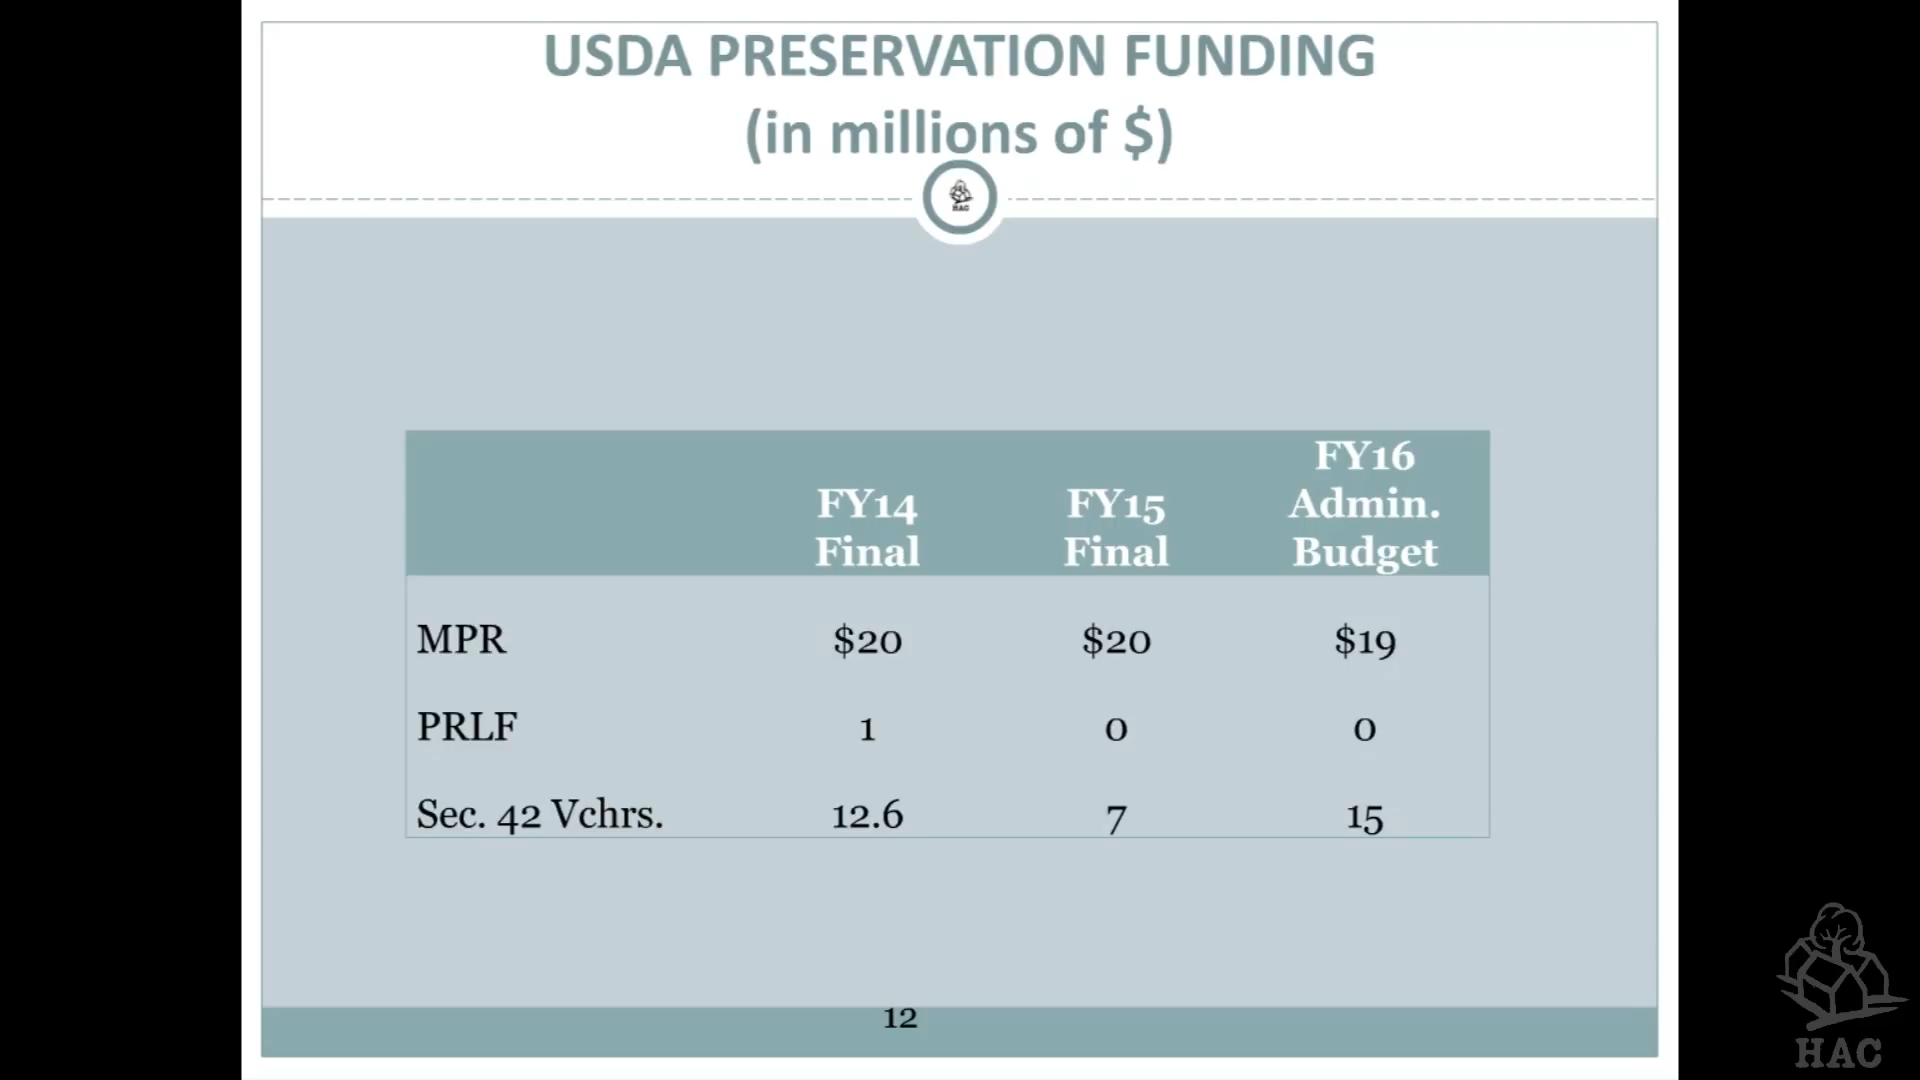 USDA PRESERVATION FUNDING
(in millions of $)
HAC
FY14 Final FY15 Final FY16 Admin. Budget
MPR $20 $20 $19
PRLF 1 0 0
Sec. 42 Vchrs. 12.6 7 15
12
HAC